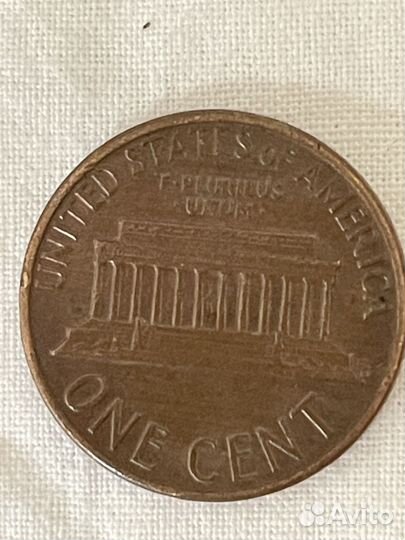 UNITED STATES OF AMERICA
E·PLURIBUS
·UNUM·
ONE CENT
Avito